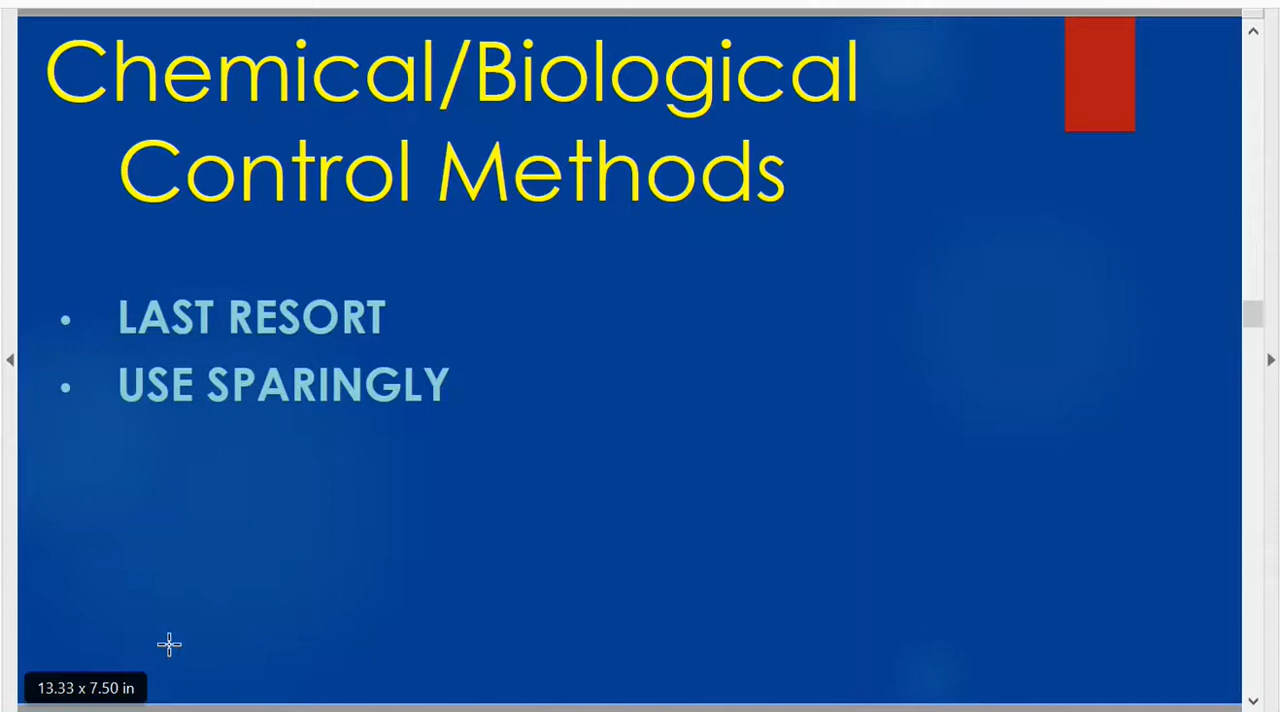 Chemical/Biological
Control Methods
• LAST RESORT
• USE SPARINGLY
13.33 x 7.50 in